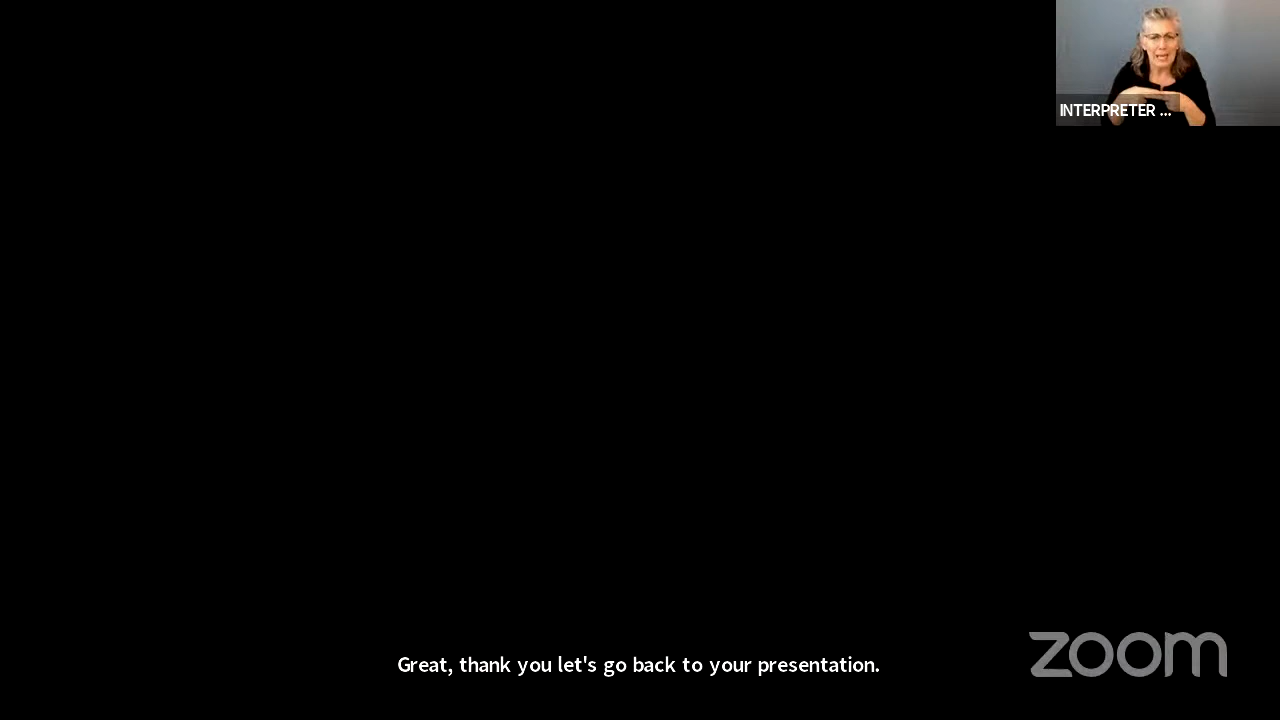 INTERPRETER ...
Great, thank you let's go back to your presentation.
zoom